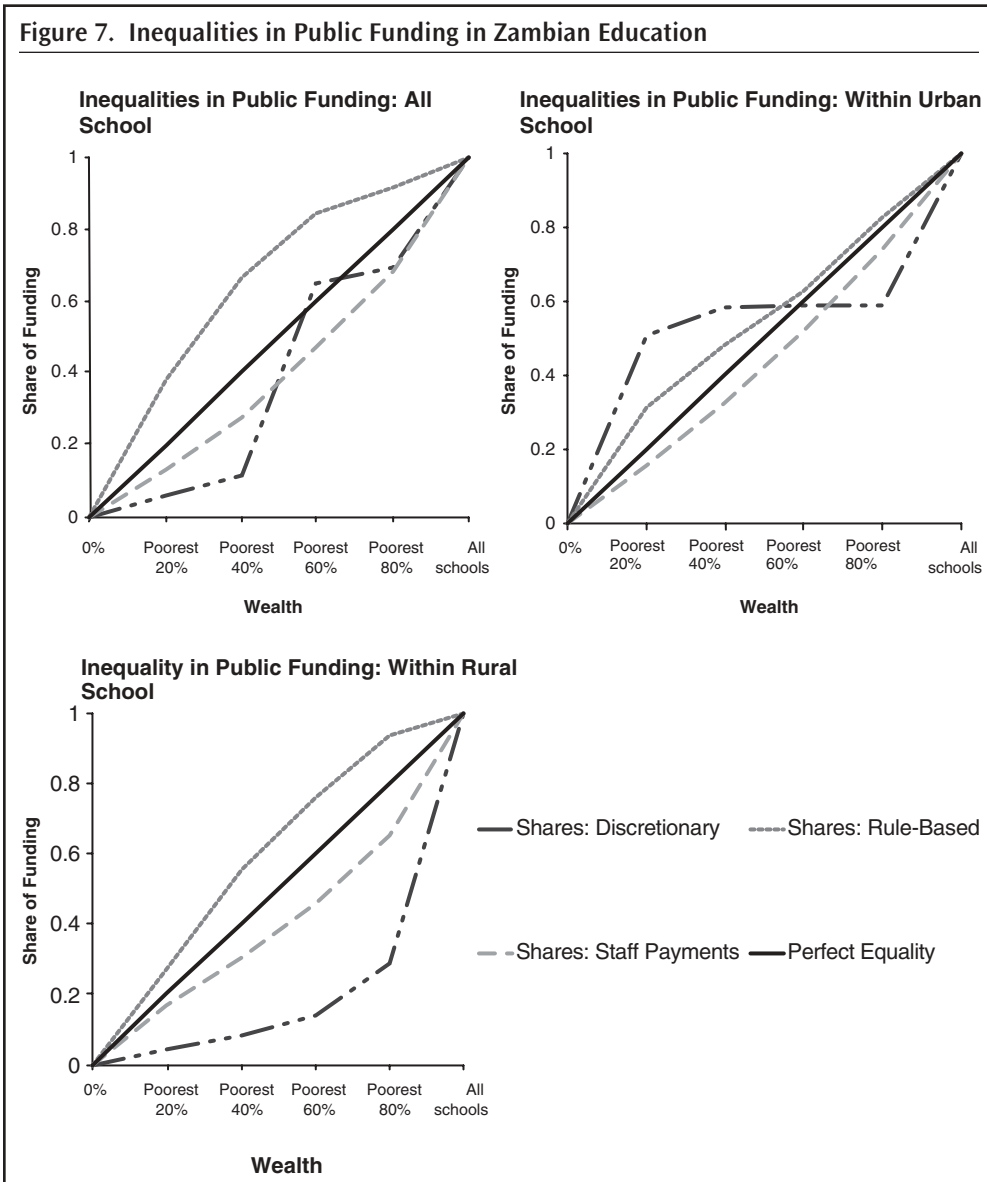 Figure 7. Inequalities in Public Funding in Zambian Education
Inequalities in Public Funding: All
School
1
0.8
0.6
0.4
0.2
0
Share of Funding
0%
Poorest
20%
Poorest
40%
Poorest
60%
Poorest
80%
All
schools
Wealth
Inequalities in Public Funding: Within Urban
School
1
0.8
0.6
0.4
0.2
0
Share of Funding
0%
Poorest
20%
Poorest
40%
Poorest
60%
Poorest
80%
All
schools
Wealth
Inequality in Public Funding: Within Rural
School
1
0.8
0.6
0.4
0.2
0
Share of Funding
0%
Poorest
20%
Poorest
40%
Poorest
60%
Poorest
80%
All
schools
Wealth
Shares: Discretionary
Shares: Rule-Based
Shares: Staff Payments
Perfect Equality